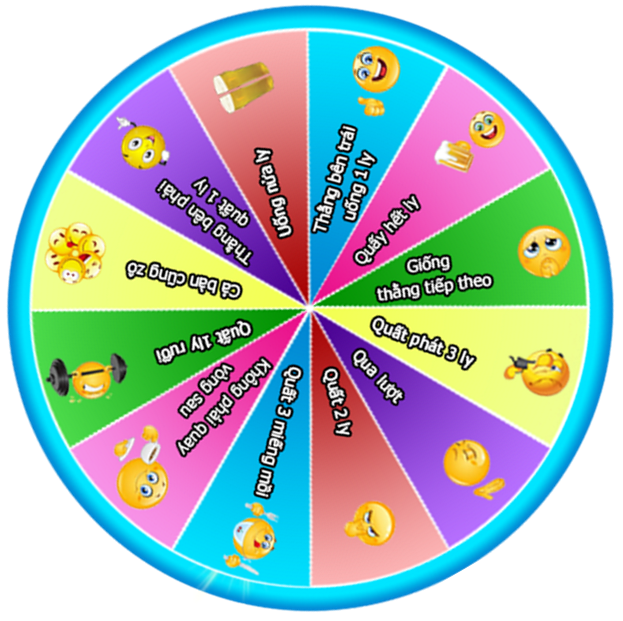 Thằng bên trái
uống 1 ly
Quẩy hết ly
Giống
thằng tiếp theo
Quất phát 3 ly
Qua lượt
Quất 2 ly
Quất 3 miếng mồi
Không phải quay
vòng sau
Quất 1ly rưỡi
Cả bàn cũng zô
Thằng bên phải
quất 1 ly
Uống nửa ly